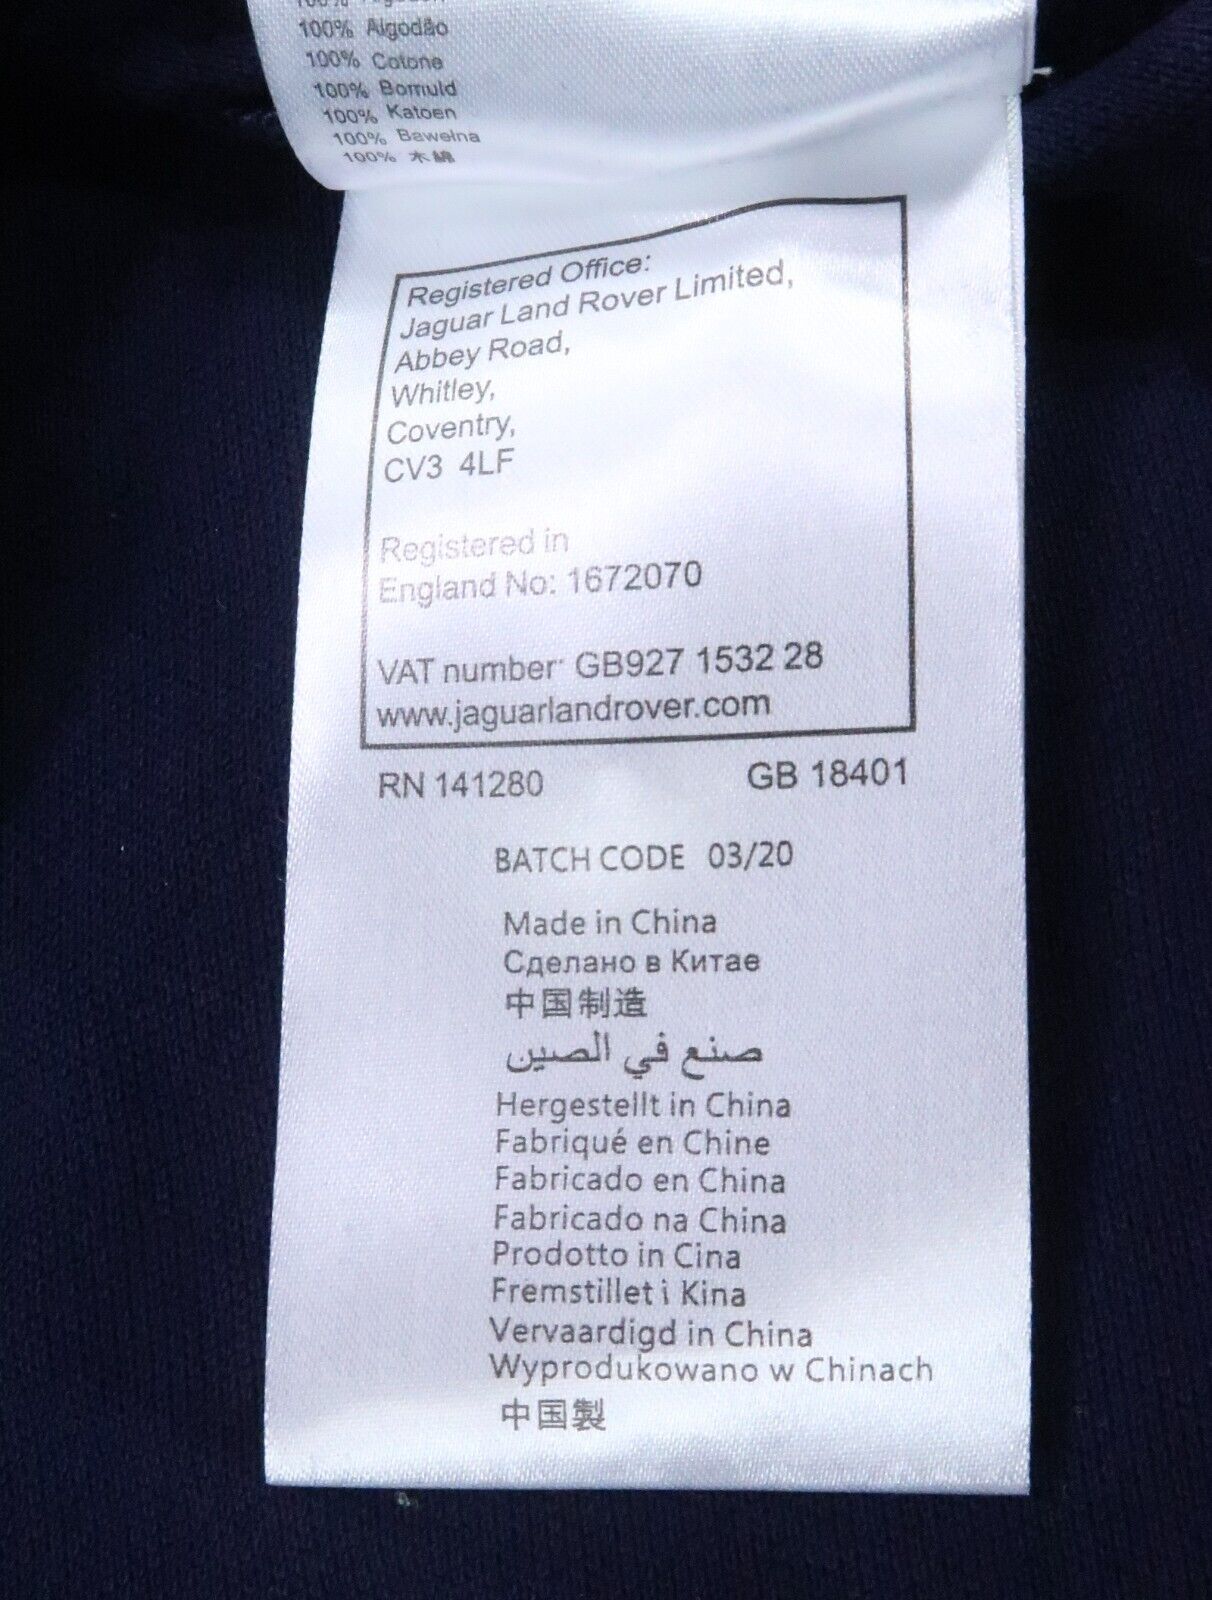 100%
100% Algodão
100% Cotone
100% Bomuld
100% Katoen
100% Bawełna
100% 木綿
Registered Office:
Jaguar Land Rover Limited,
Abbey Road,
Whitley,
Coventry,
CV3 4LF
Registered in
England No: 1672070
VAT number GB927 1532 28
www.jaguarlandrover.com
RN 141280 GB 18401
BATCH CODE 03/20
Made in China
Сделано в Китае
中国制造
صنع في الصين
Hergestellt in China
Fabriqué en Chine
Fabricado en China
Fabricado na China
Prodotto in Cina
Fremstillet i Kina
Vervaardigd in China
Wyprodukowano w Chinach
中国製